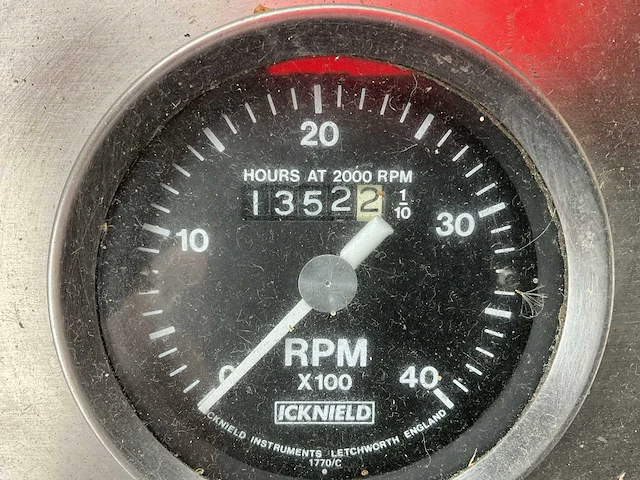 20
HOURS AT 2000 RPM
13522 1/10
10
30
RPM
0
X100
40
ICKNIELD
ICKNIELD INSTRUMENTS LETCHWORTH ENGLAND
1770/C